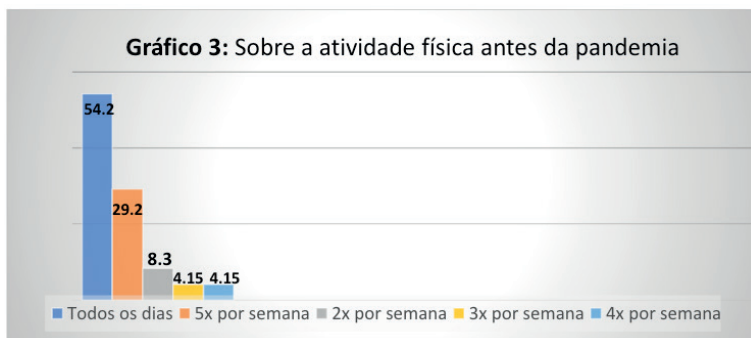 Gráfico 3: Sobre a atividade física antes da pandemia
54.2
29.2
8.3
4.15 4.15
Todos os dias 5x por semana 2x por semana 3x por semana 4x por semana